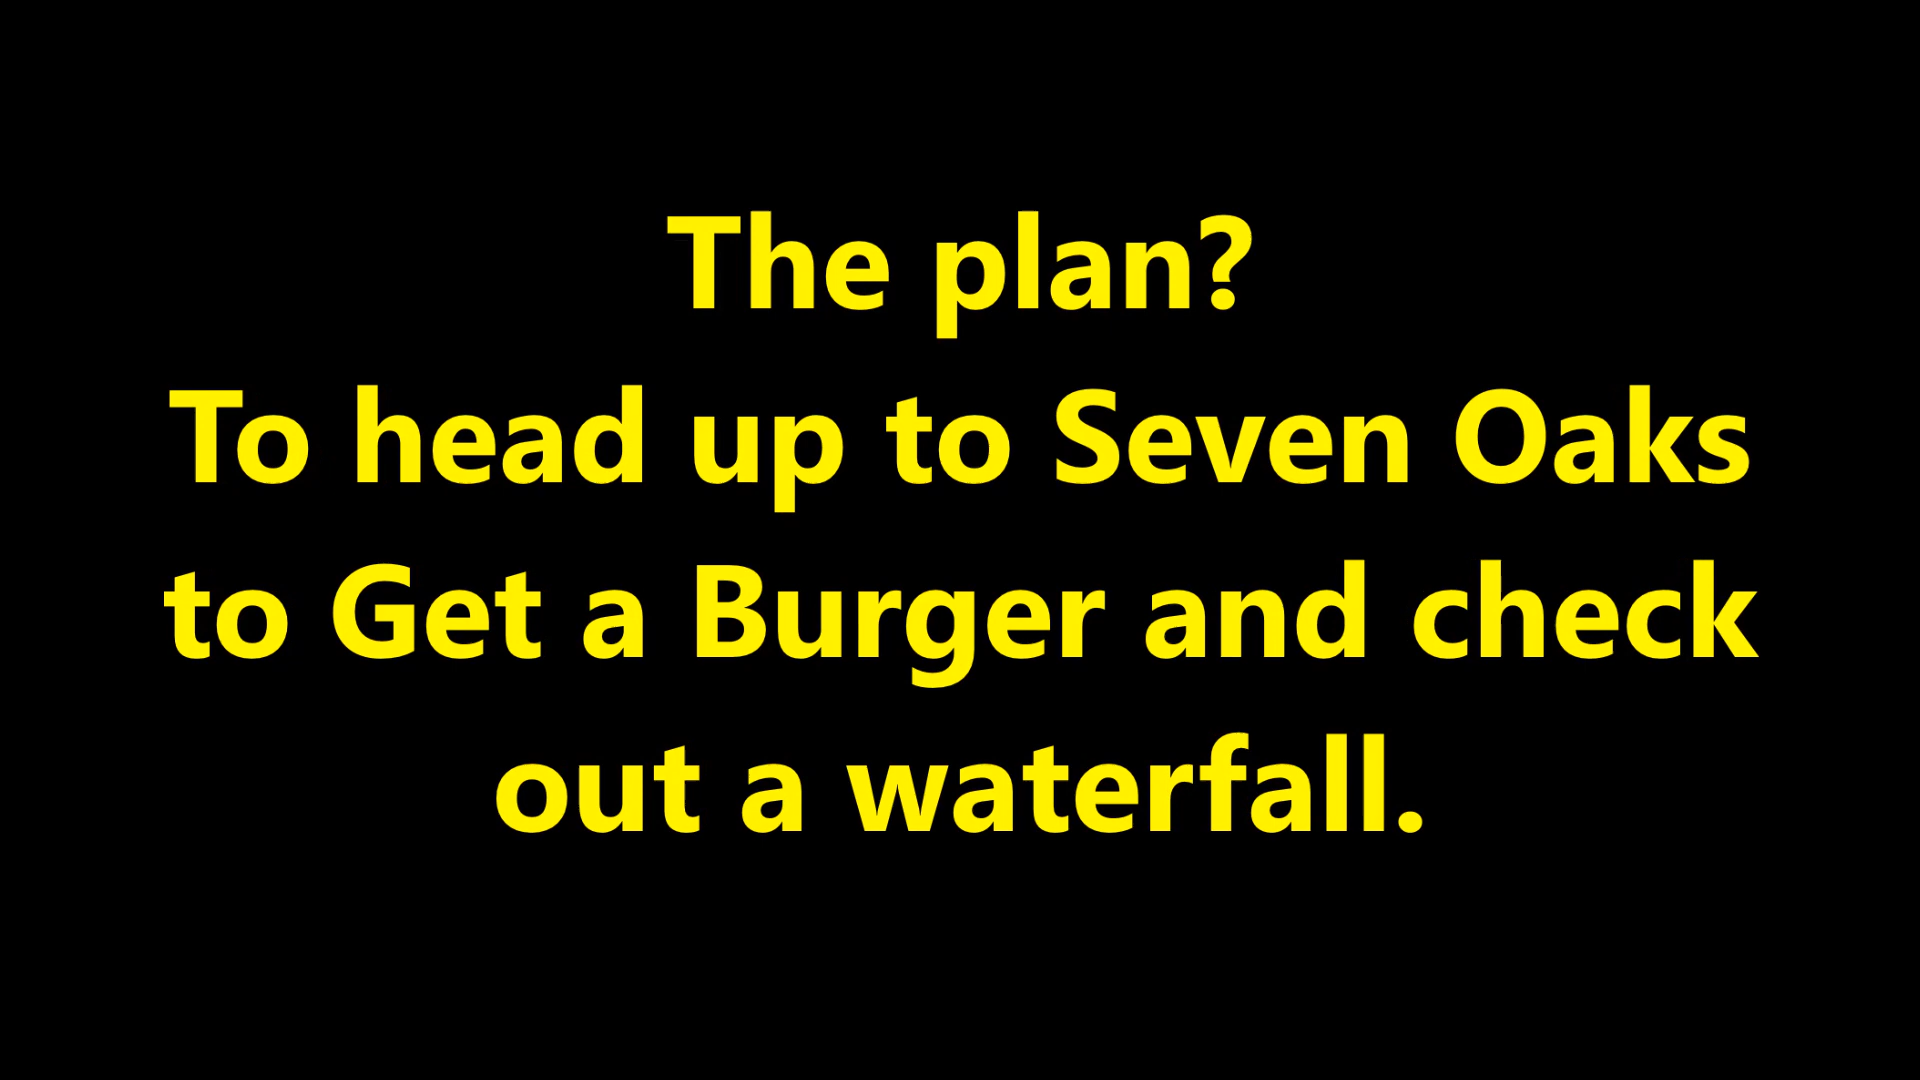 The plan?
To head up to Seven Oaks
to Get a Burger and check
out a waterfall.